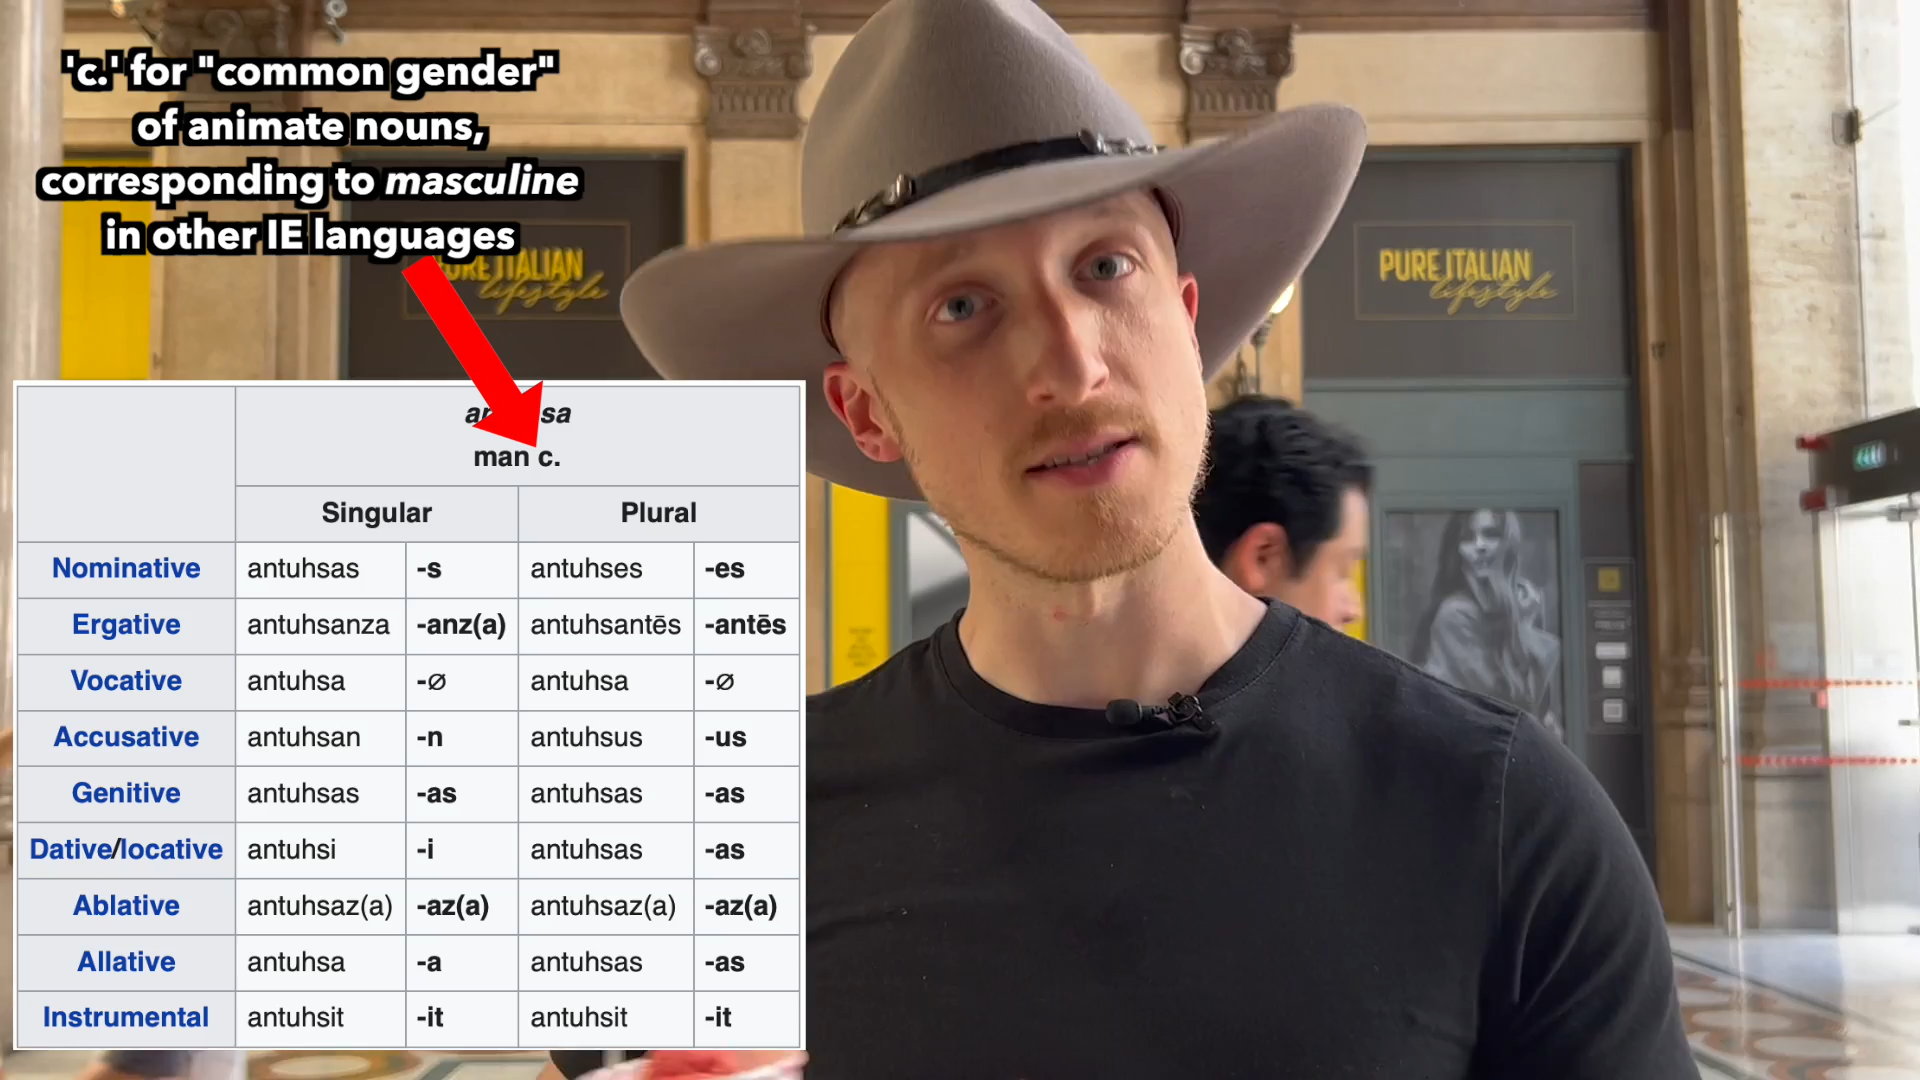 'c.' for "common gender"
of animate nouns,
corresponding to masculine
in other IE languages
PURE ITALIAN
lifestyle
PURE ITALIAN
lifestyle
man c.
Singular Plural
Nominative antuhsas -s antuhses -es
Ergative antuhsanza -anz(a) antuhsantēs -antēs
Vocative antuhsa -∅ antuhsa -∅
Accusative antuhsan -n antuhsus -us
Genitive antuhsas -as antuhsas -as
Dative/locative antuhsi -i antuhsas -as
Ablative antuhsaz(a) -az(a) antuhsaz(a) -az(a)
Allative antuhsa -a antuhsas -as
Instrumental antuhsit -it antuhsit -it